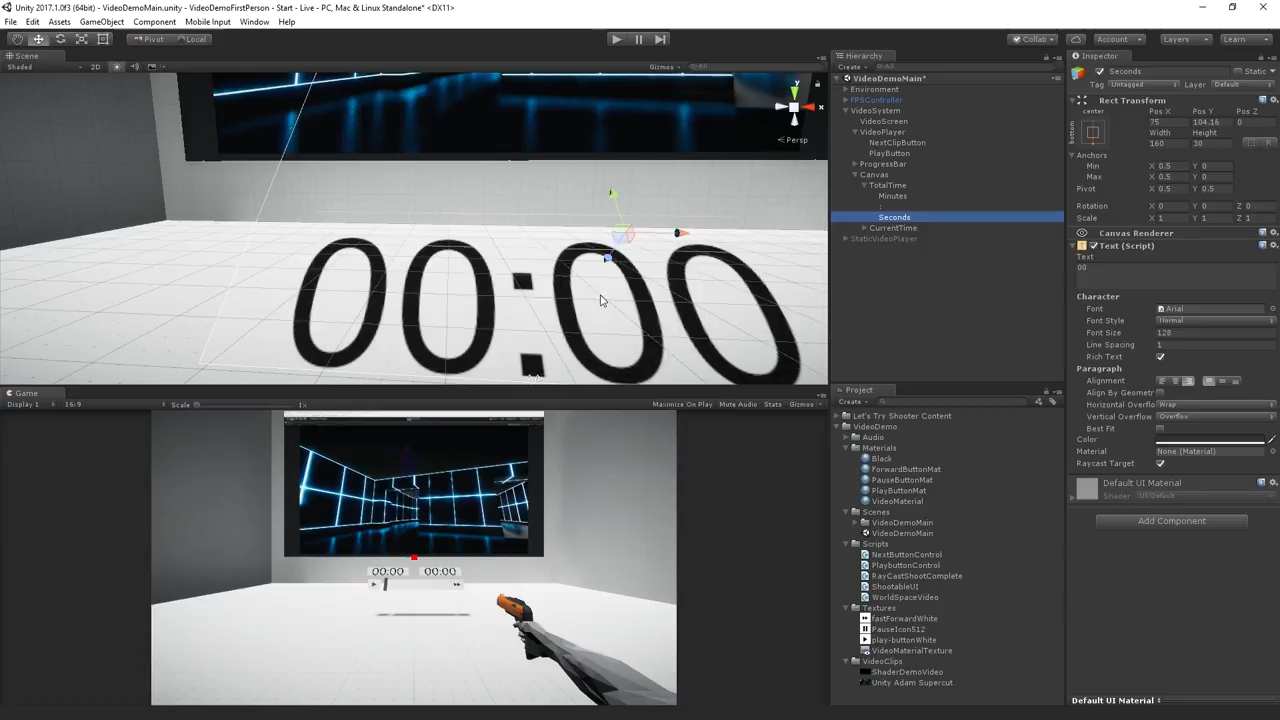 Unity 2017.1.0f3 (64bit) - VideoDemoMain.unity - VideoDemoFirstPerson - Start - Live - PC, Mac & Linux Standalone* <DX11>
File Edit Assets GameObject Component Mobile Input Window Help
Pivot Local
Collab Account Layers Learn
Scene
Shaded 2D Gizmos All
y x
Persp
00:00
Game
Display 1 16:9 Scale 1x Maximize On Play Mute Audio Stats Gizmos
00:00 00:00
Hierarchy
Create All
VideoDemoMain*
Environment
FPSController
VideoSystem
VideoScreen
VideoPlayer
NextClipButton
PlayButton
ProgressBar
Canvas
TotalTime
Minutes
:
Seconds
CurrentTime
StaticVideoPlayer
Project
Create
Let's Try Shooter Content
VideoDemo
Audio
Materials
Black
ForwardButtonMat
PauseButtonMat
PlayButtonMat
VideoMaterial
Scenes
VideoDemoMain
VideoDemoMain
Scripts
NextButtonControl
PlaybuttonControl
RayCastShootComplete
ShootableUI
WorldSpaceVideo
Textures
fastForwardWhite
PauseIcon512
play-buttonWhite
VideoMaterialTexture
VideoClips
ShaderDemoVideo
Unity Adam Supercut
Inspector
Seconds Static
Tag Untagged Layer Default
Rect Transform
center Pos X Pos Y Pos Z
bottom 75 104.16 0
Width Height
160 30 R
Anchors
Min X 0.5 Y 0
Max X 0.5 Y 0
Pivot X 0.5 Y 0.5
Rotation X 0 Y 0 Z 0
Scale X 1 Y 1 Z 1
Canvas Renderer
Text (Script)
Text
00
Character
Font Arial
Font Style Normal
Font Size 128
Line Spacing 1
Rich Text
Paragraph
Alignment
Align By Geometr
Horizontal Overflo Wrap
Vertical Overflow Overflow
Best Fit
Color
Material None (Material)
Raycast Target
Default UI Material
Shader UI/Default
Add Component
Default UI Material